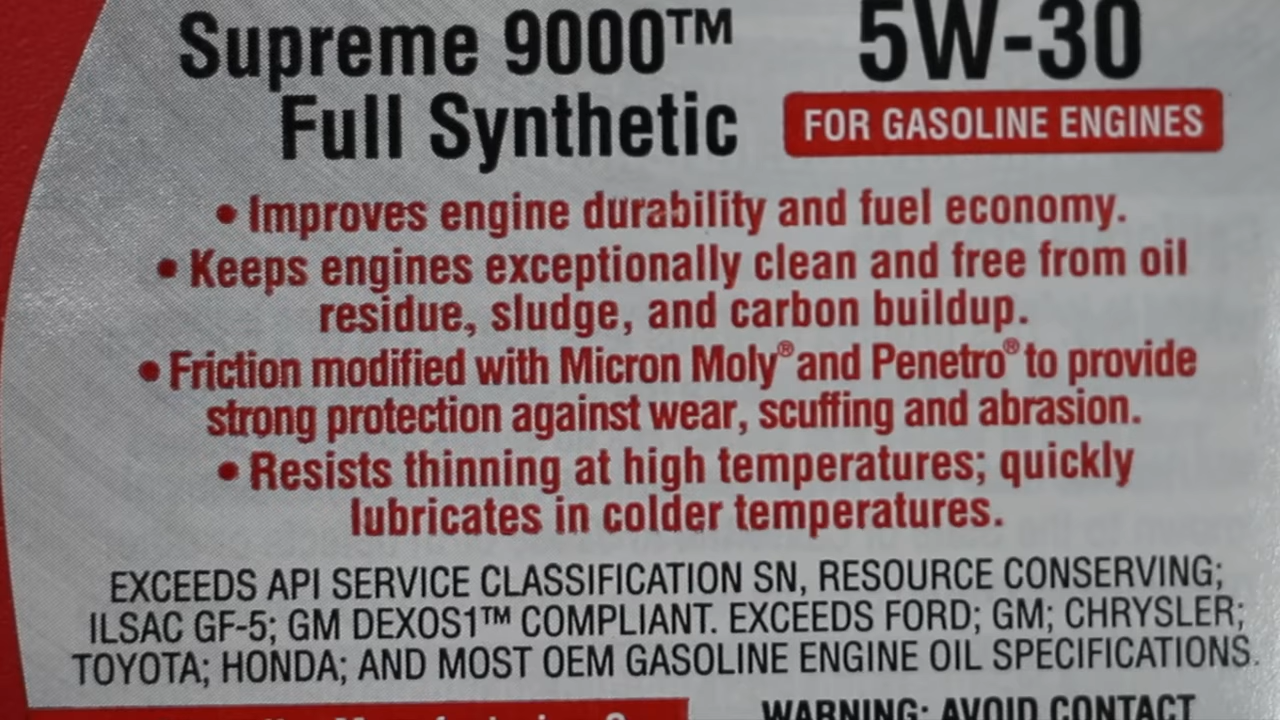 Supreme 9000™ 5W-30
Full Synthetic FOR GASOLINE ENGINES
• Improves engine durability and fuel economy.
• Keeps engines exceptionally clean and free from oil
residue, sludge, and carbon buildup.
• Friction modified with Micron Moly® and Penetro® to provide
strong protection against wear, scuffing and abrasion.
• Resists thinning at high temperatures; quickly
lubricates in colder temperatures.
EXCEEDS API SERVICE CLASSIFICATION SN, RESOURCE CONSERVING;
ILSAC GF-5; GM DEXOS1™ COMPLIANT. EXCEEDS FORD; GM; CHRYSLER;
TOYOTA; HONDA; AND MOST OEM GASOLINE ENGINE OIL SPECIFICATIONS.
WARNING: AVOID CONTACT